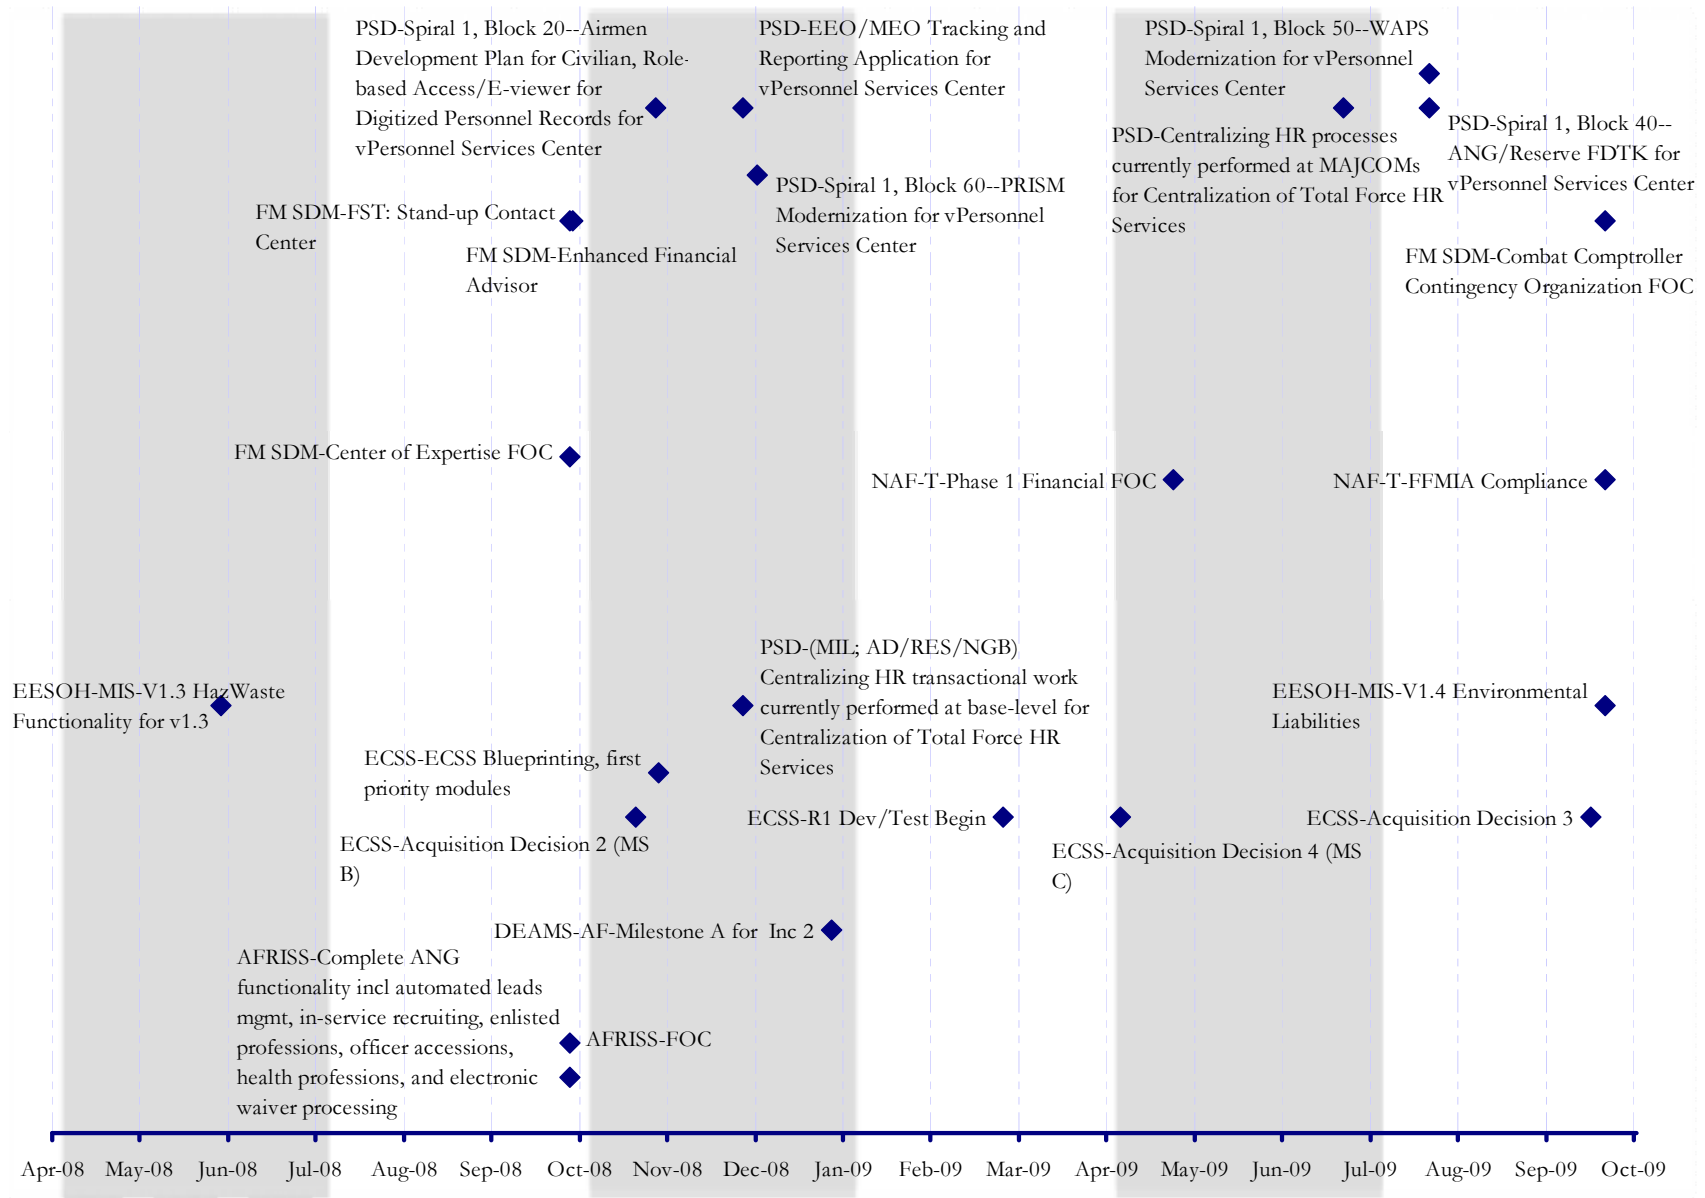 PSD-Spiral 1, Block 20--Airmen
Development Plan for Civilian, Role-
based Access/E-viewer for
Digitized Personnel Records for
vPersonnel Services Center
PSD-EEO/MEO Tracking and
Reporting Application for
vPersonnel Services Center
PSD-Spiral 1, Block 50--WAPS
Modernization for vPersonnel
Services Center
PSD-Centralizing HR processes
currently performed at MAJCOMs
for Centralization of Total Force HR
Services
PSD-Spiral 1, Block 40--
ANG/Reserve FDTK for
vPersonnel Services Center
PSD-Spiral 1, Block 60--PRISM
Modernization for vPersonnel
Services Center
FM SDM-FST: Stand-up Contact
Center
FM SDM-Enhanced Financial
Advisor
FM SDM-Combat Comptroller
Contingency Organization FOC
FM SDM-Center of Expertise FOC
NAF-T-Phase 1 Financial FOC
NAF-T-FFMIA Compliance
EESOH-MIS-V1.3 HazWaste
Functionality for v1.3
PSD-(MIL; AD/RES/NGB)
Centralizing HR transactional work
currently performed at base-level for
Centralization of Total Force HR
Services
EESOH-MIS-V1.4 Environmental
Liabilities
ECSS-ECSS Blueprinting, first
priority modules
ECSS-Acquisition Decision 2 (MS
B)
ECSS-R1 Dev/Test Begin
ECSS-Acquisition Decision 4 (MS
C)
ECSS-Acquisition Decision 3
DEAMS-AF-Milestone A for Inc 2
AFRISS-Complete ANG
functionality incl automated leads
mgmt, in-service recruiting, enlisted
professions, officer accessions,
health professions, and electronic
waiver processing
AFRISS-FOC
Apr-08 May-08 Jun-08 Jul-08 Aug-08 Sep-08 Oct-08 Nov-08 Dec-08 Jan-09 Feb-09 Mar-09 Apr-09 May-09 Jun-09 Jul-09 Aug-09 Sep-09 Oct-09